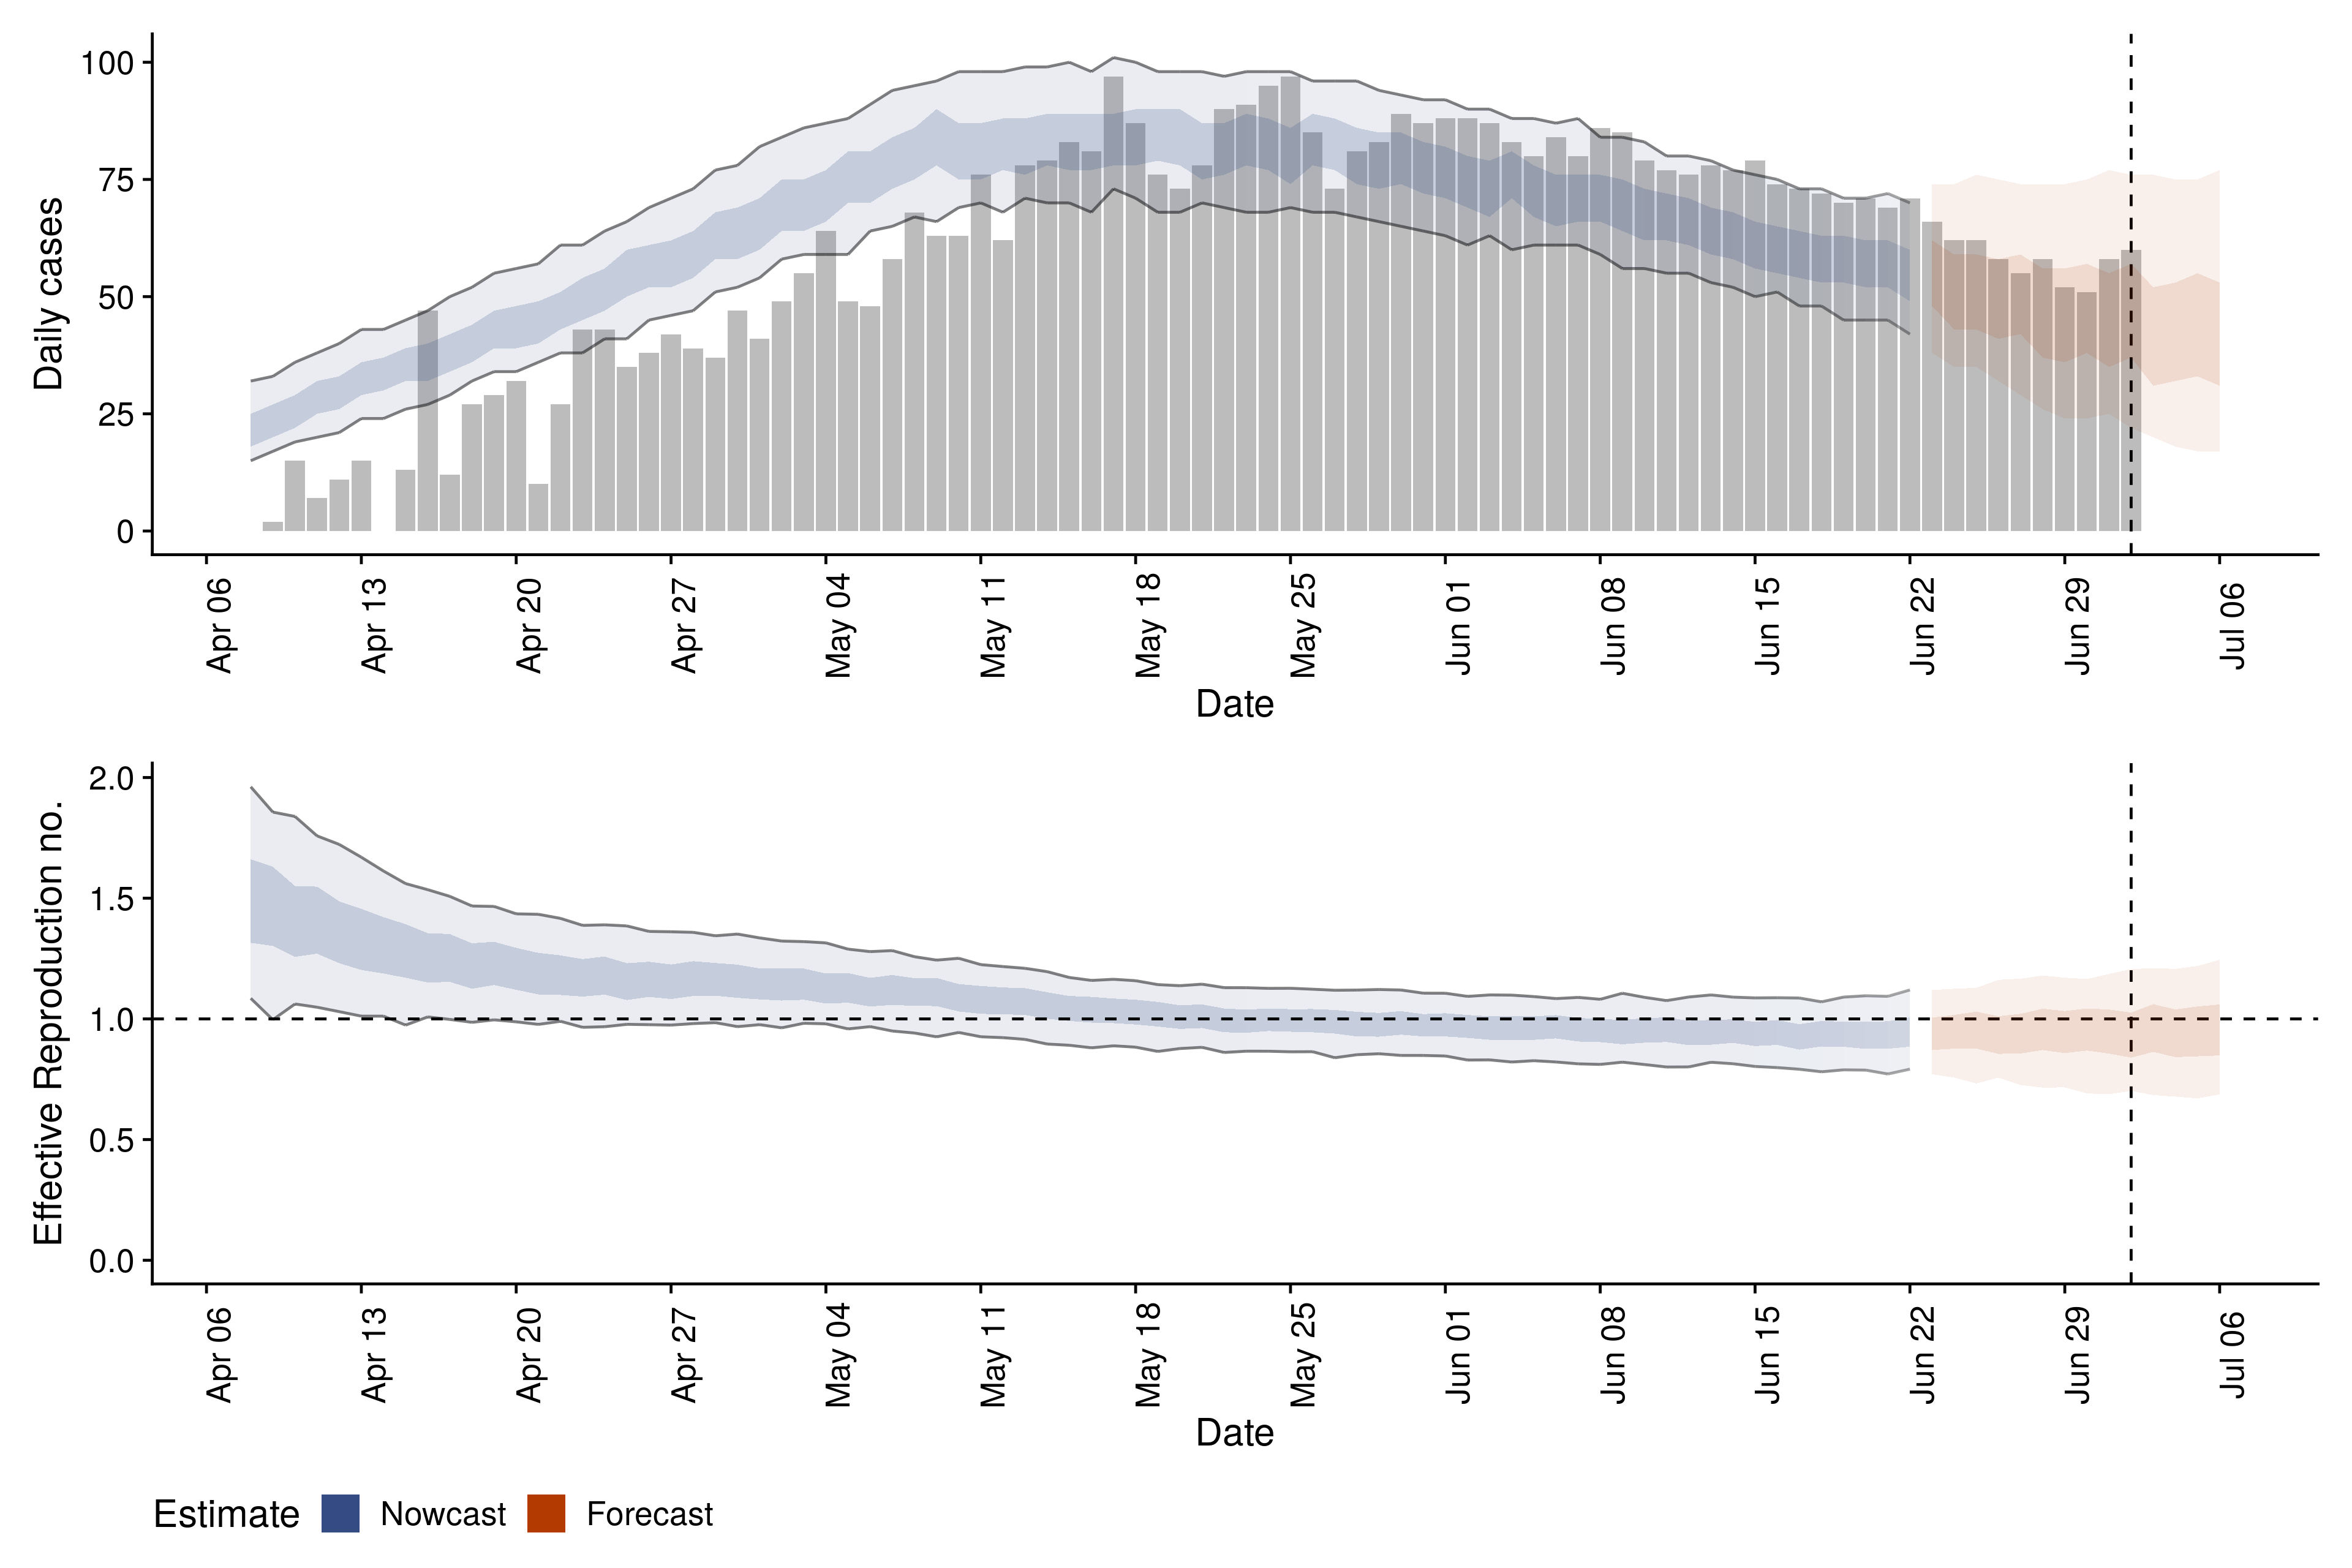 Daily cases
100
75
50
25
0
Apr 06
Apr 13
Apr 20
Apr 27
May 04
May 11
May 18
May 25
Jun 01
Jun 08
Jun 15
Jun 22
Jun 29
Jul 06
Date
Effective Reproduction no.
2.0
1.5
1.0
0.5
0.0
Apr 06
Apr 13
Apr 20
Apr 27
May 04
May 11
May 18
May 25
Jun 01
Jun 08
Jun 15
Jun 22
Jun 29
Jul 06
Date
Estimate Nowcast Forecast